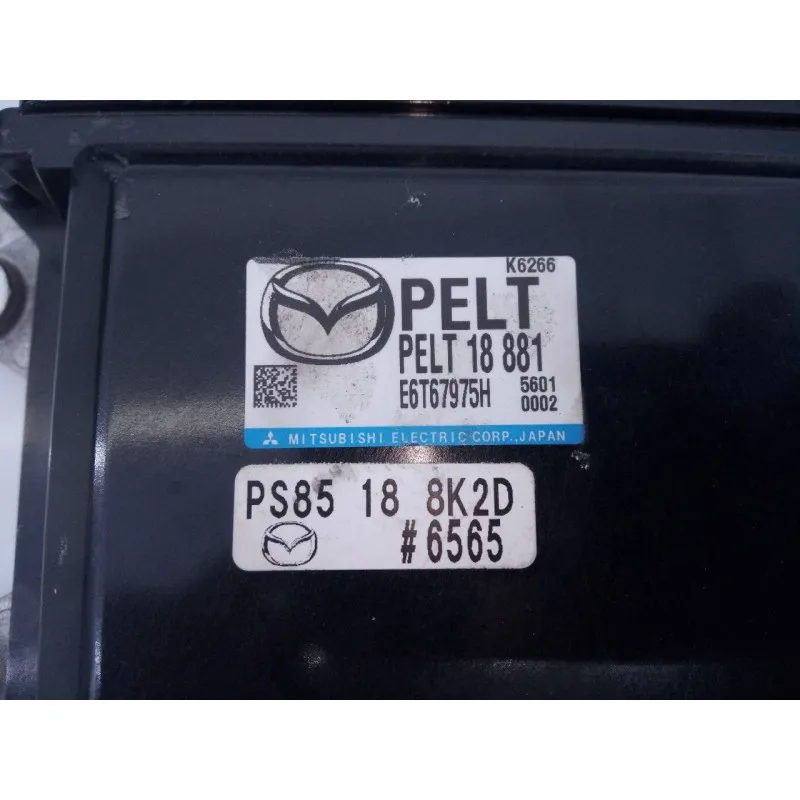 K6266
PELT
PELT 18 881
E6T67975H 5601
0002
MITSUBISHI ELECTRIC CORP., JAPAN
PS85 18 8K2D
#6565